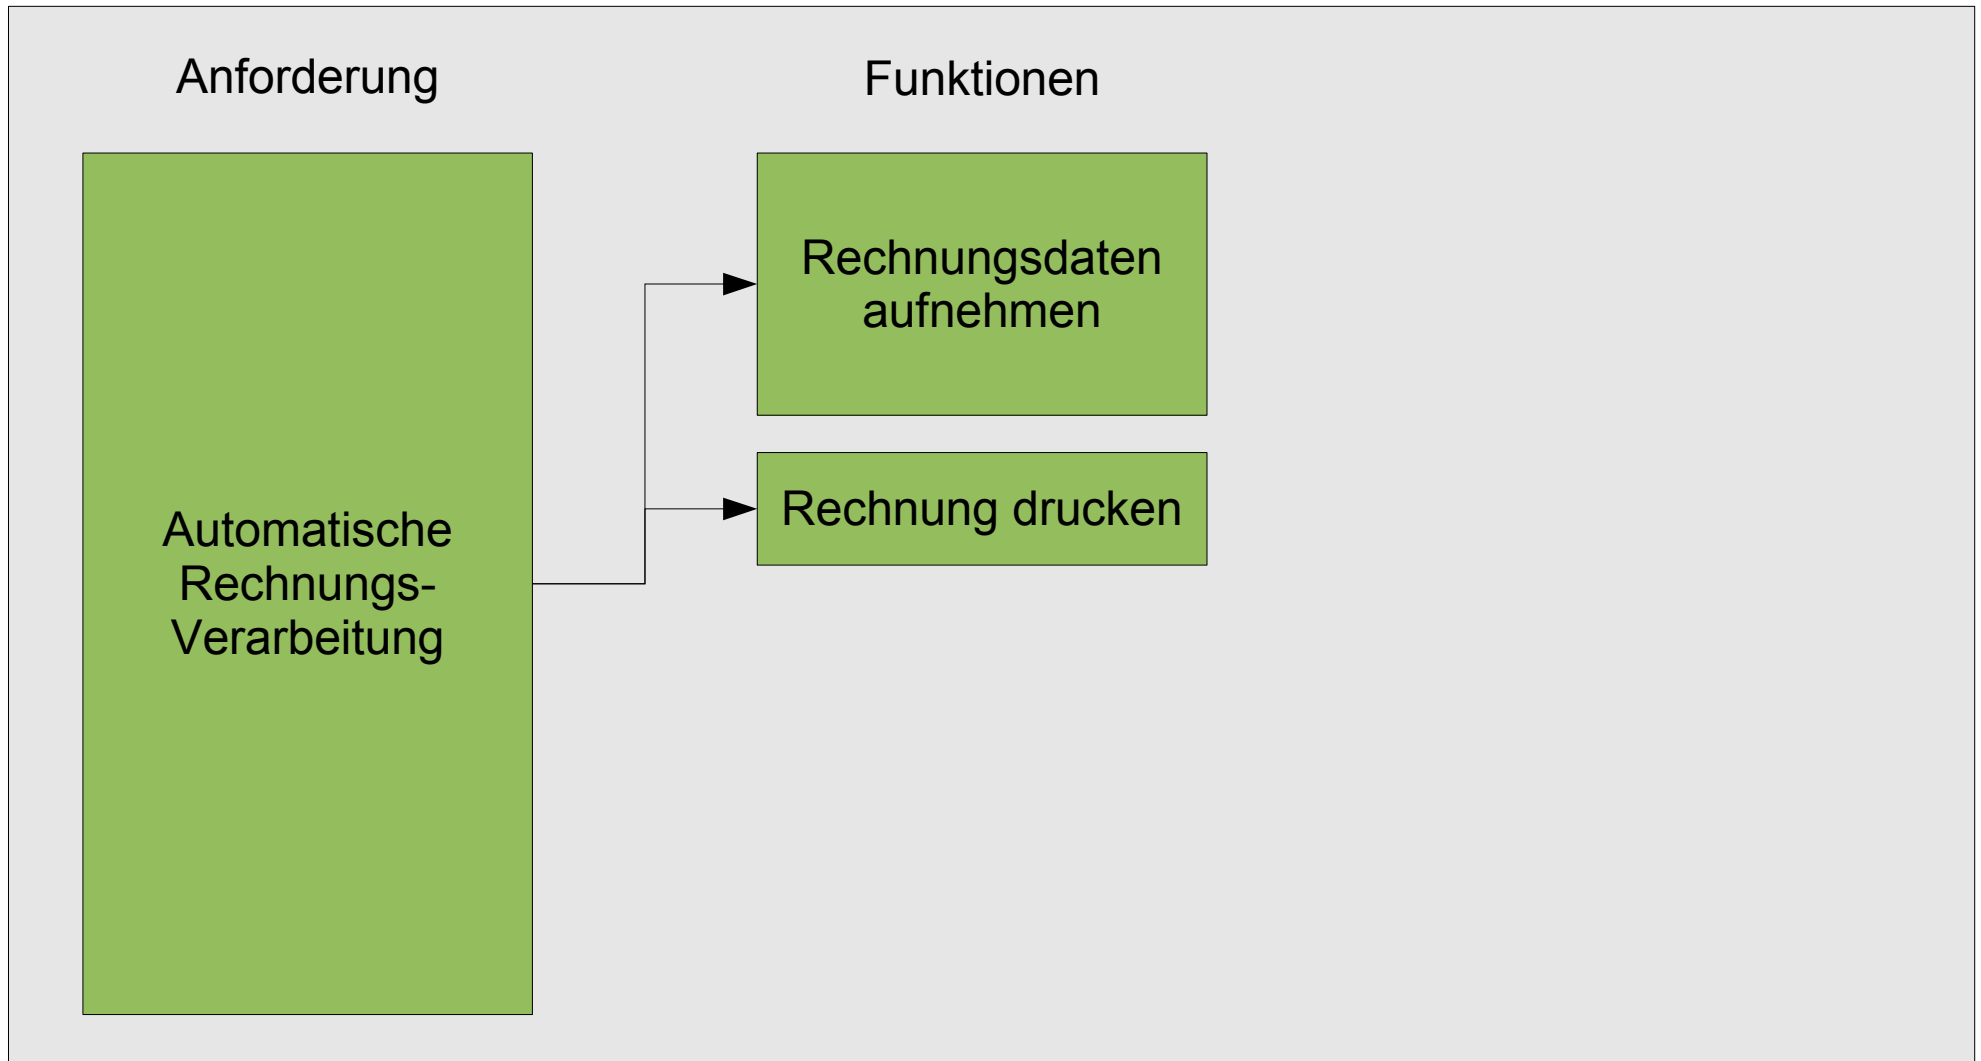 Anforderung
Funktionen
Automatische
Rechnungs-
Verarbeitung
Rechnungsdaten
aufnehmen
Rechnung drucken